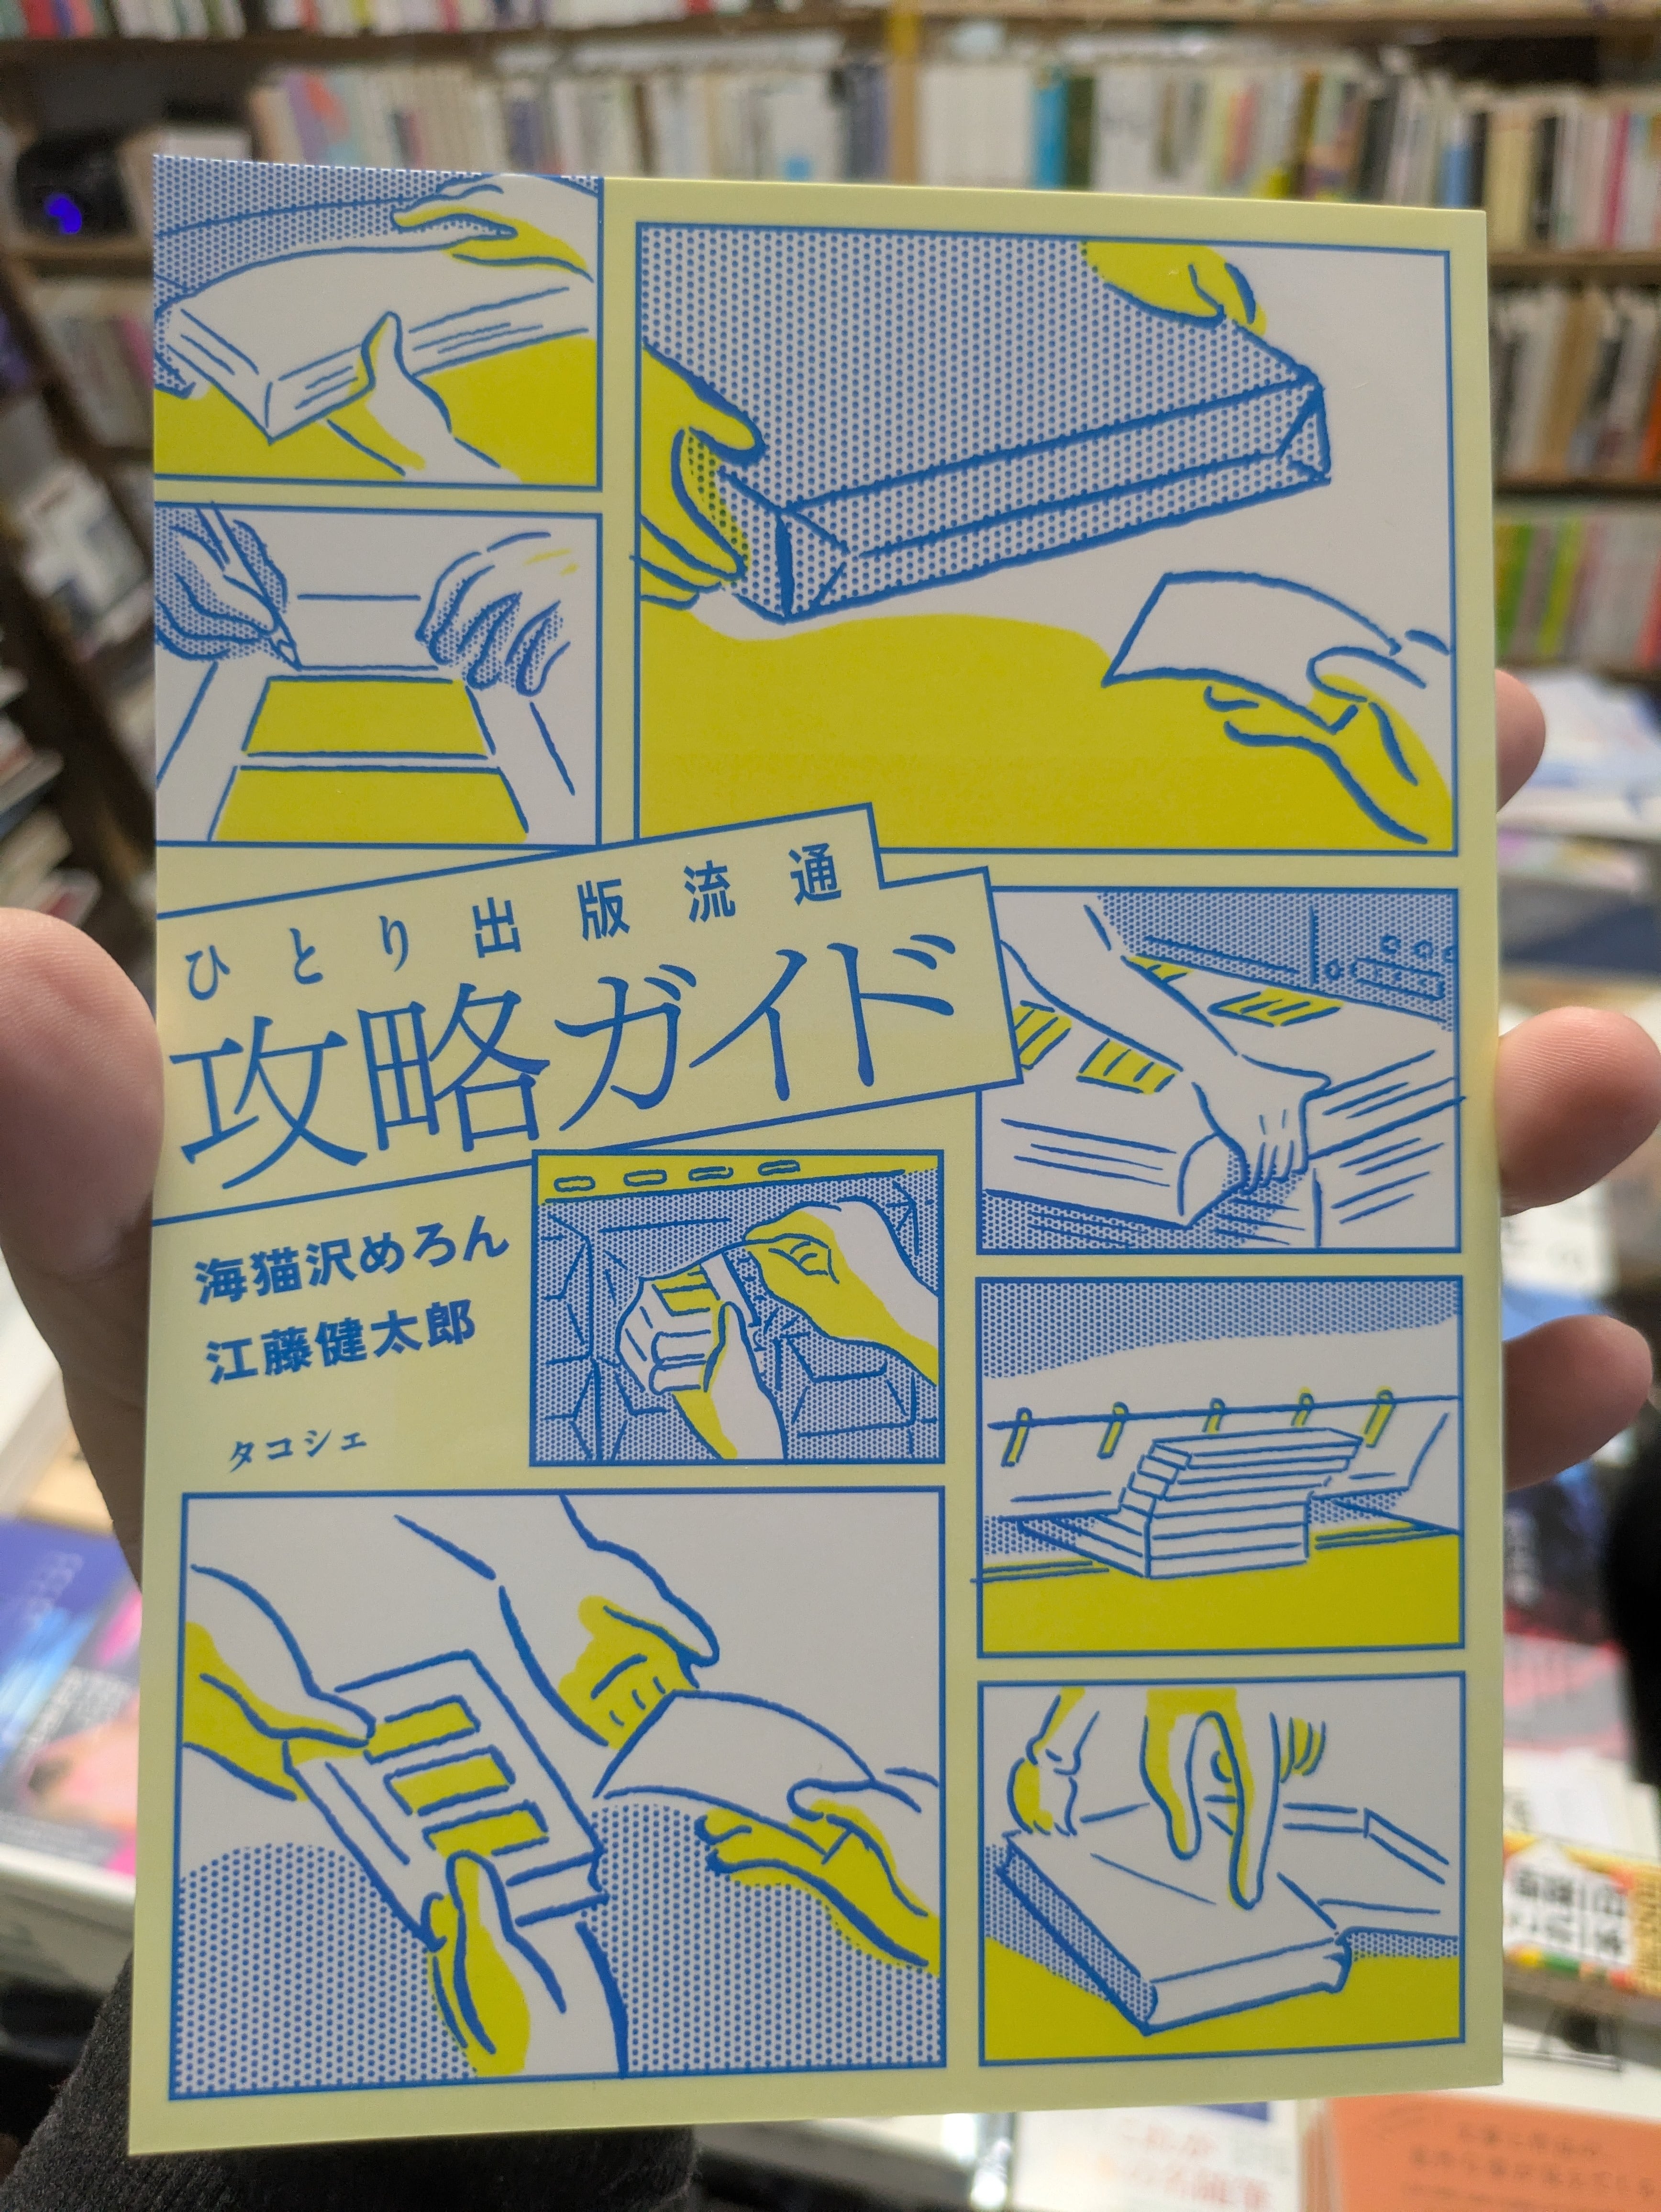 ひとり出版流通
攻略ガイド
海猫沢めろん
江藤健太郎
タコシェ